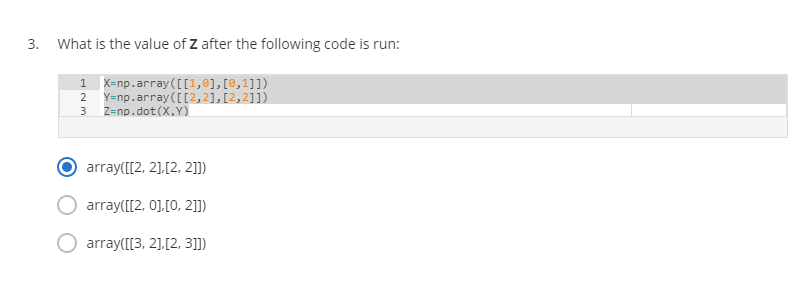 3. What is the value of Z after the following code is run:
1 X=np.array([[1,0],[0,1]])
2 Y=np.array([[2,2],[2,2]])
3 Z=np.dot(X,Y)
array([[2, 2],[2, 2]])
array([[2, 0],[0, 2]])
array([[3, 2],[2, 3]])